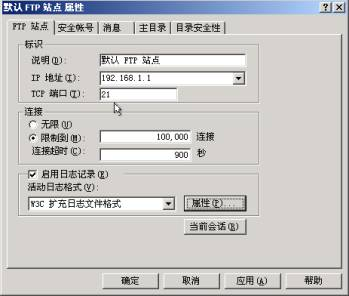 默认 FTP 站点 属性
FTP 站点 安全帐号 消息 主目录 目录安全性
标识
说明(D): 默认 FTP 站点
IP 地址(I): 192.168.1.1
TCP 端口(T): 21
连接
无限(U)
限制到(M): 100,000 连接
连接超时(C): 900 秒
启用日志记录(E)
活动日志格式(V):
W3C 扩充日志文件格式 属性(P)...
当前会话(R)
确定 取消 应用(A) 帮助